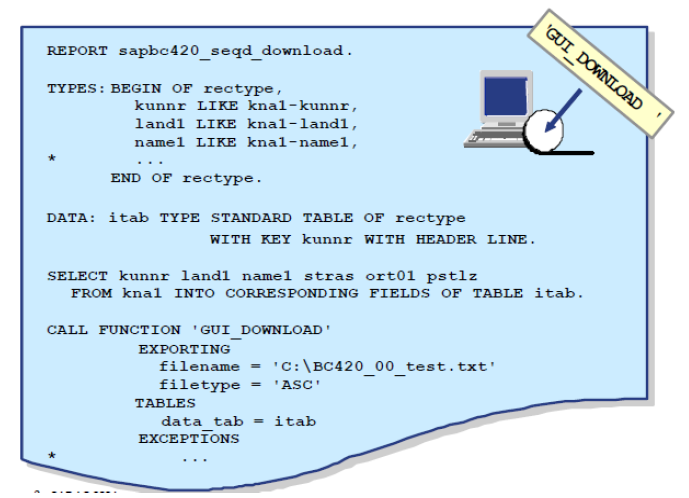 REPORT sapbc420_seqd_download.
'GUI_DOWNLOAD '
TYPES: BEGIN OF rectype,
kunnr LIKE kna1-kunnr,
land1 LIKE kna1-land1,
name1 LIKE kna1-name1,
* ...
END OF rectype.
DATA: itab TYPE STANDARD TABLE OF rectype
WITH KEY kunnr WITH HEADER LINE.
SELECT kunnr land1 name1 stras ort01 pstlz
FROM kna1 INTO CORRESPONDING FIELDS OF TABLE itab.
CALL FUNCTION 'GUI_DOWNLOAD'
EXPORTING
filename = 'C:\BC420_00_test.txt'
filetype = 'ASC'
TABLES
data_tab = itab
EXCEPTIONS
* ...